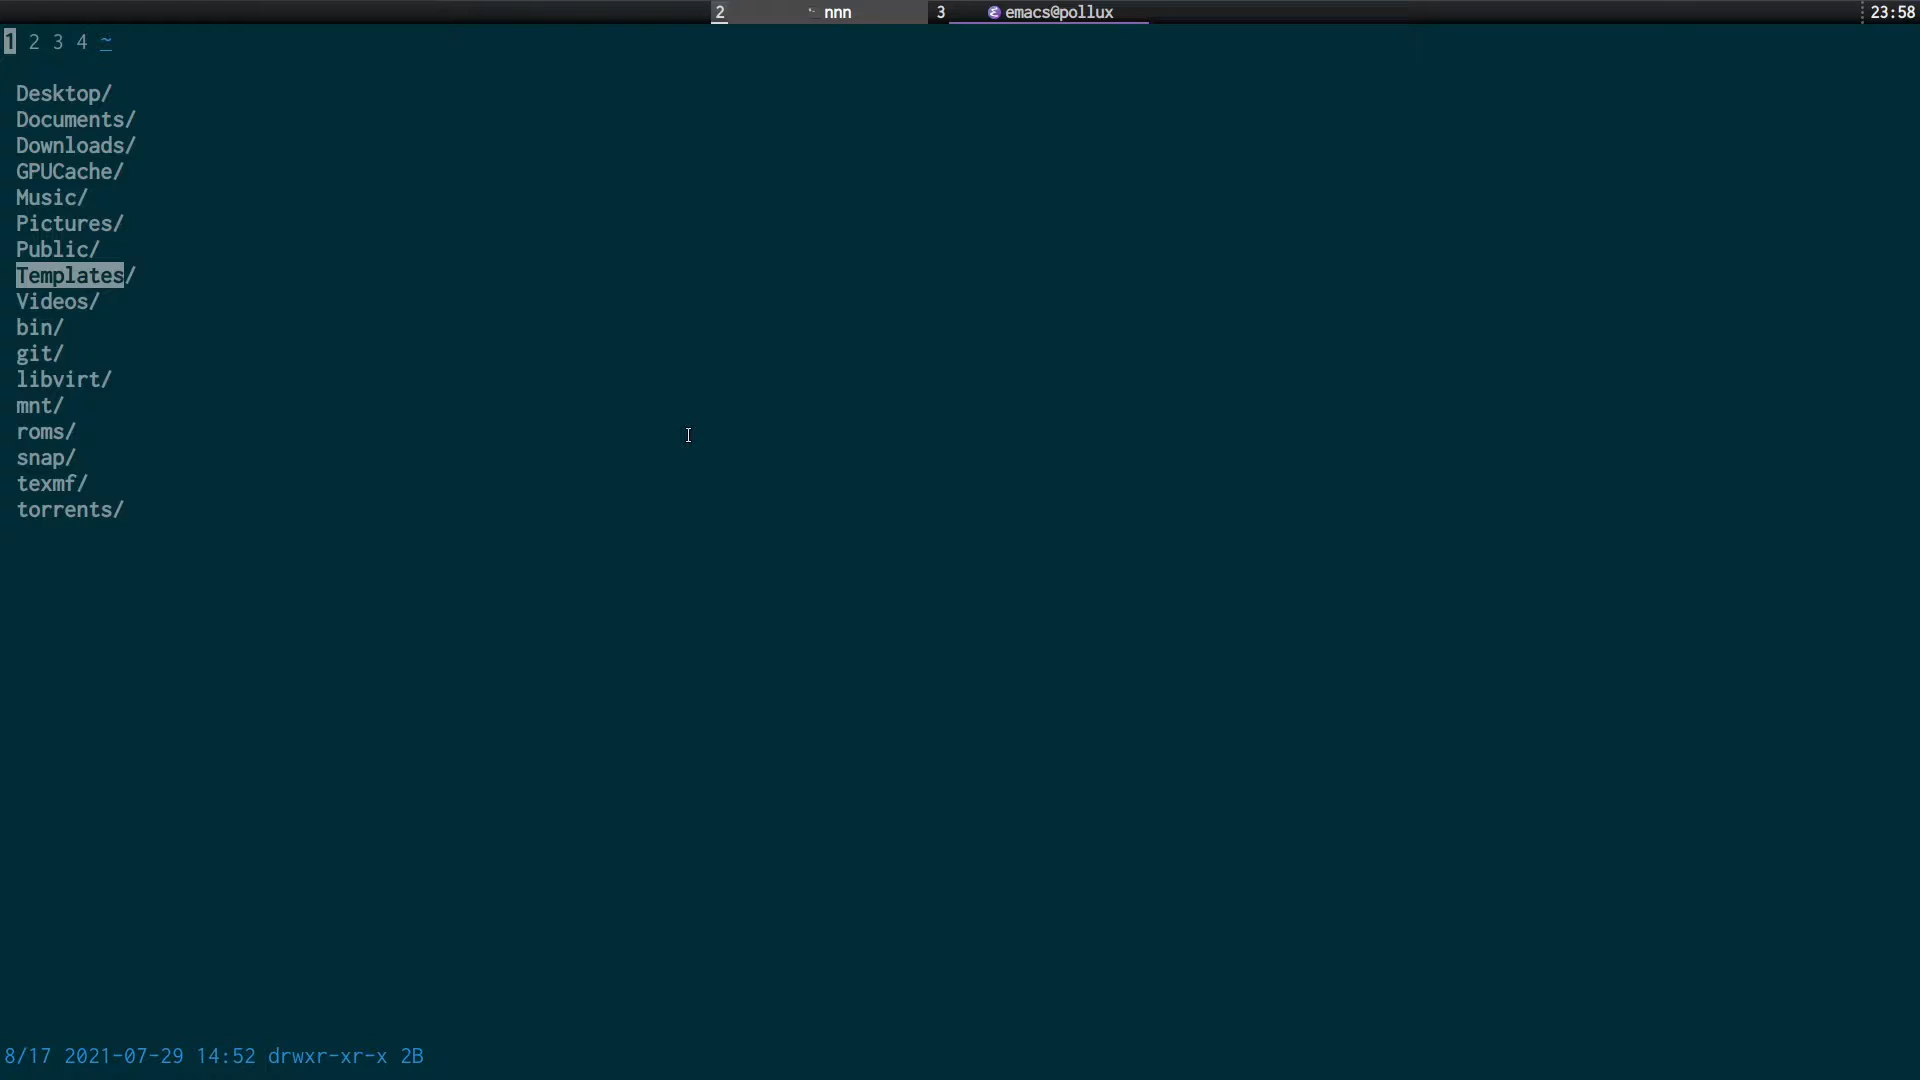 2 nnn 3 emacs@pollux 23:58
1 2 3 4 ~
Desktop/
Documents/
Downloads/
GPUCache/
Music/
Pictures/
Public/
Templates/
Videos/
bin/
git/
libvirt/
mnt/
roms/
snap/
texmf/
torrents/
8/17 2021-07-29 14:52 drwxr-xr-x 2B